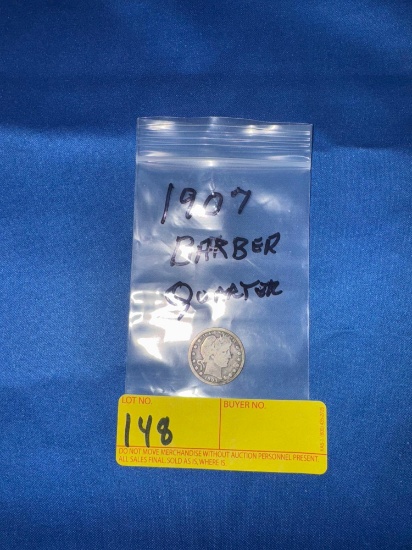 1907
BARBER
QUARTER
LOT NO.
BUYER NO.
148
DO NOT MOVE MERCHANDISE WITHOUT AUCTION PERSONNEL PRESENT
ALL SALES FINAL. SOLD AS IS, WHERE IS